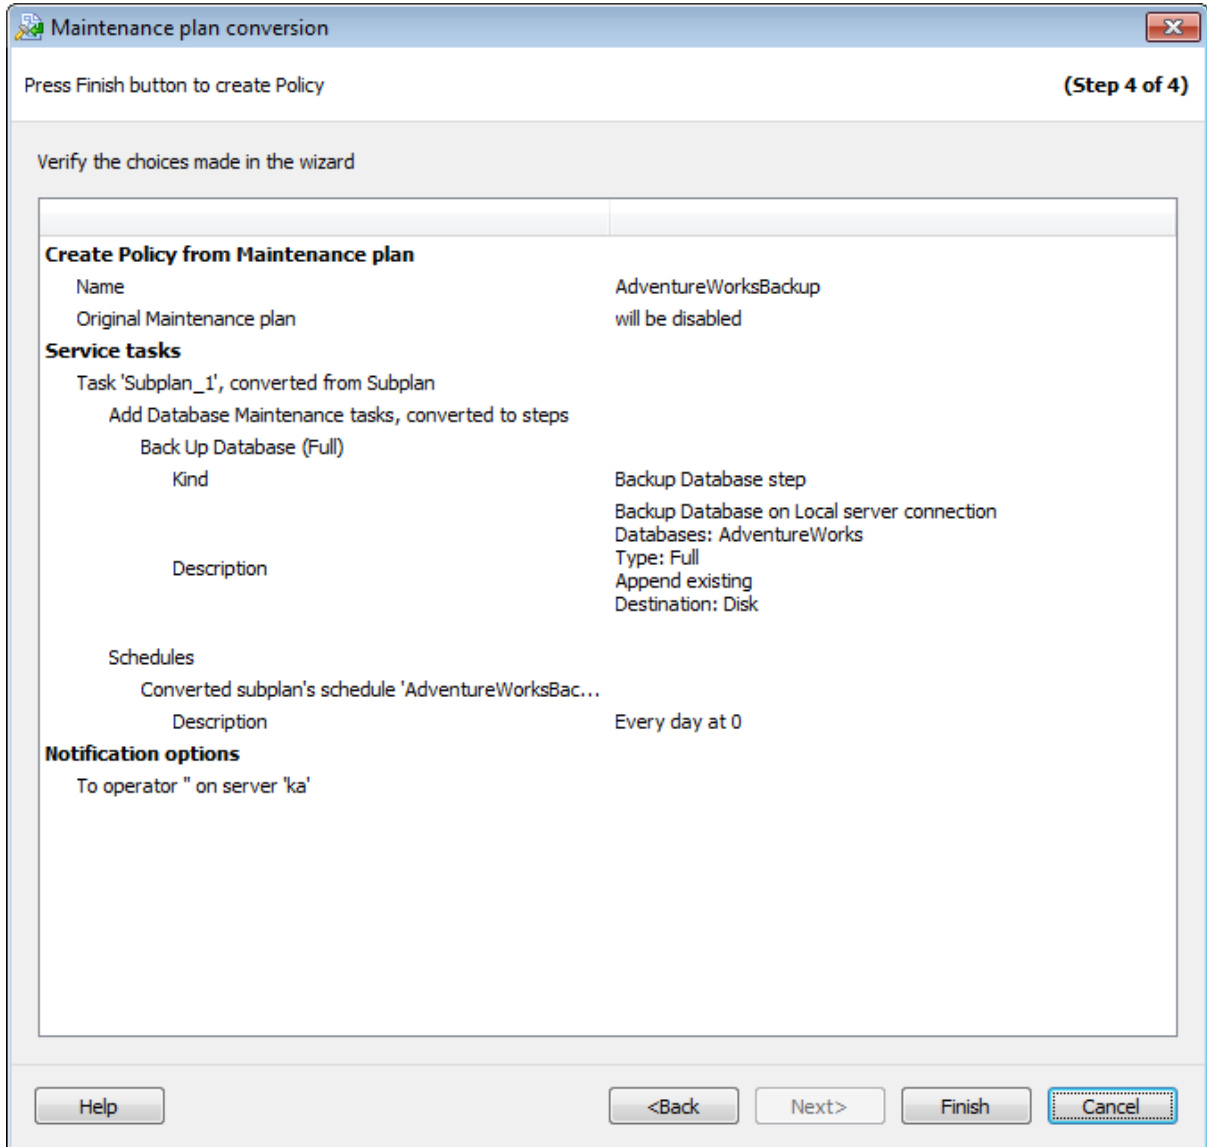 Maintenance plan conversion
Press Finish button to create Policy
(Step 4 of 4)
Verify the choices made in the wizard
Create Policy from Maintenance plan
Name AdventureWorksBackup
Original Maintenance plan will be disabled
Service tasks
Task 'Subplan_1', converted from Subplan
Add Database Maintenance tasks, converted to steps
Back Up Database (Full)
Kind Backup Database step
Description
Backup Database on Local server connection
Databases: AdventureWorks
Type: Full
Append existing
Destination: Disk
Schedules
Converted subplan's schedule 'AdventureWorksBac...
Description Every day at 0
Notification options
To operator '' on server 'ka'
Help <Back Next> Finish Cancel